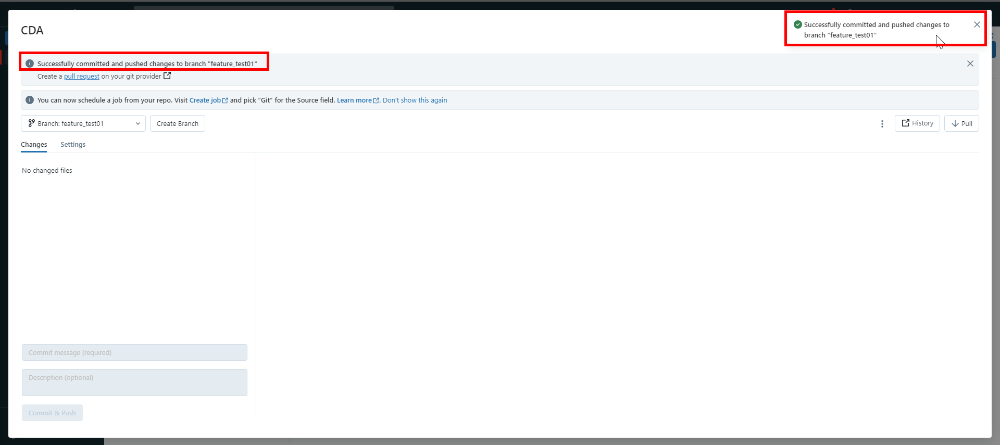 CDA
Successfully committed and pushed changes to
branch "feature_test01"
Successfully committed and pushed changes to branch "feature_test01"
Create a pull request on your git provider
You can now schedule a job from your repo. Visit Create job and pick “Git” for the Source field. Learn more. Don't show this again
Branch: feature_test01
Create Branch
History
Pull
Changes
Settings
No changed files
Commit message (required)
Description (optional)
Commit & Push